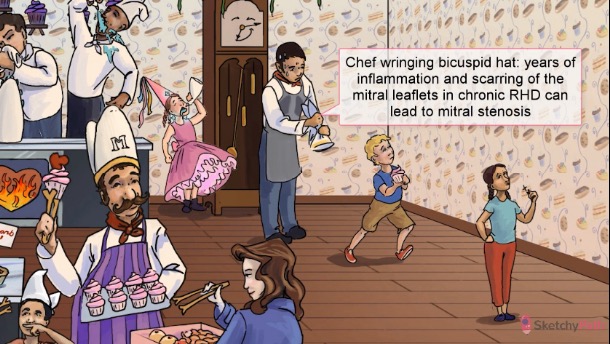 Chef wringing bicuspid hat: years of
inflammation and scarring of the
mitral leaflets in chronic RHD can
lead to mitral stenosis
M
Sketchy